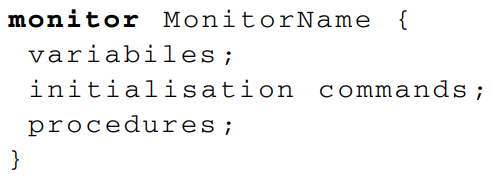 monitor MonitorName {
variabiles;
initialisation commands;
procedures;
}